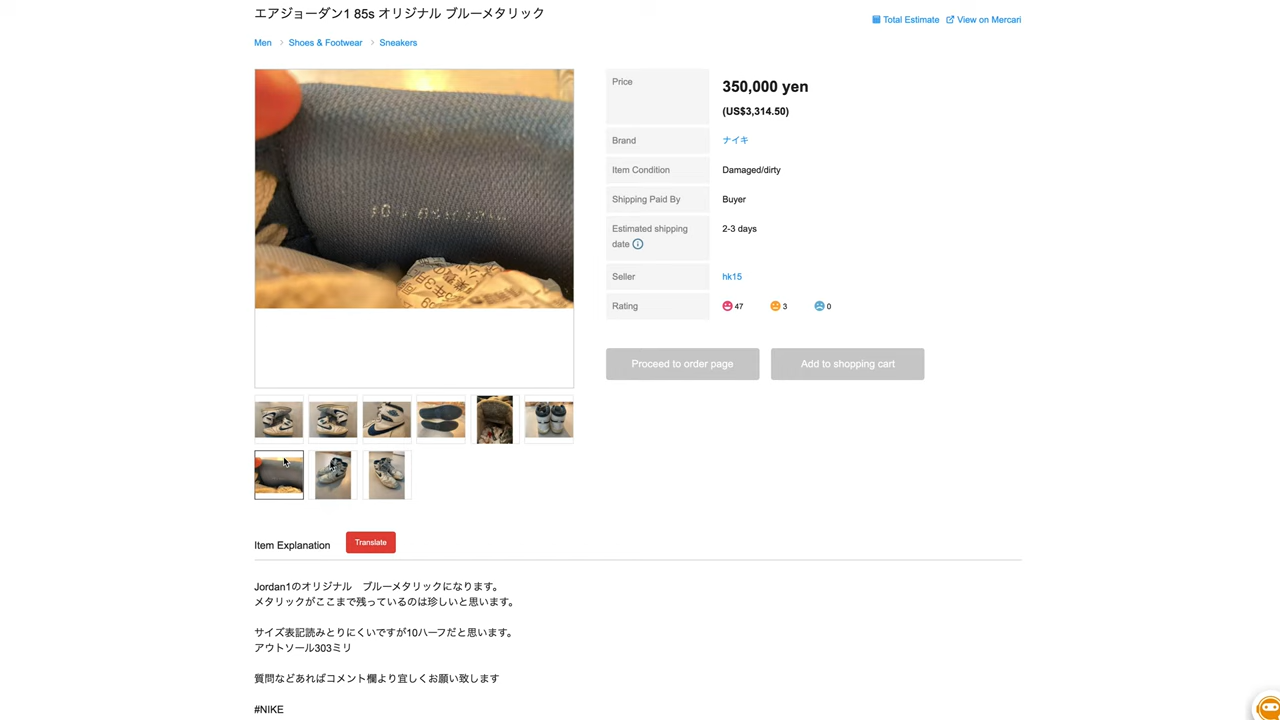 エアジョーダン1 85s オリジナル ブルーメタリック
Total Estimate
View on Mercari
Men > Shoes & Footwear > Sneakers
Price
350,000 yen
(US$3,314.50)
Brand
ナイキ
Item Condition
Damaged/dirty
Shipping Paid By
Buyer
Estimated shipping
date
2-3 days
Seller
hk15
Rating
47
3
0
Proceed to order page
Add to shopping cart
Item Explanation
Translate
Jordan1のオリジナル　ブルーメタリックになります。
メタリックがここまで残っているのは珍しいと思います。
サイズ表記読みとりにくいですが10ハーフだと思います。
アウトソール303ミリ
質問などあればコメント欄より宜しくお願い致します
#NIKE